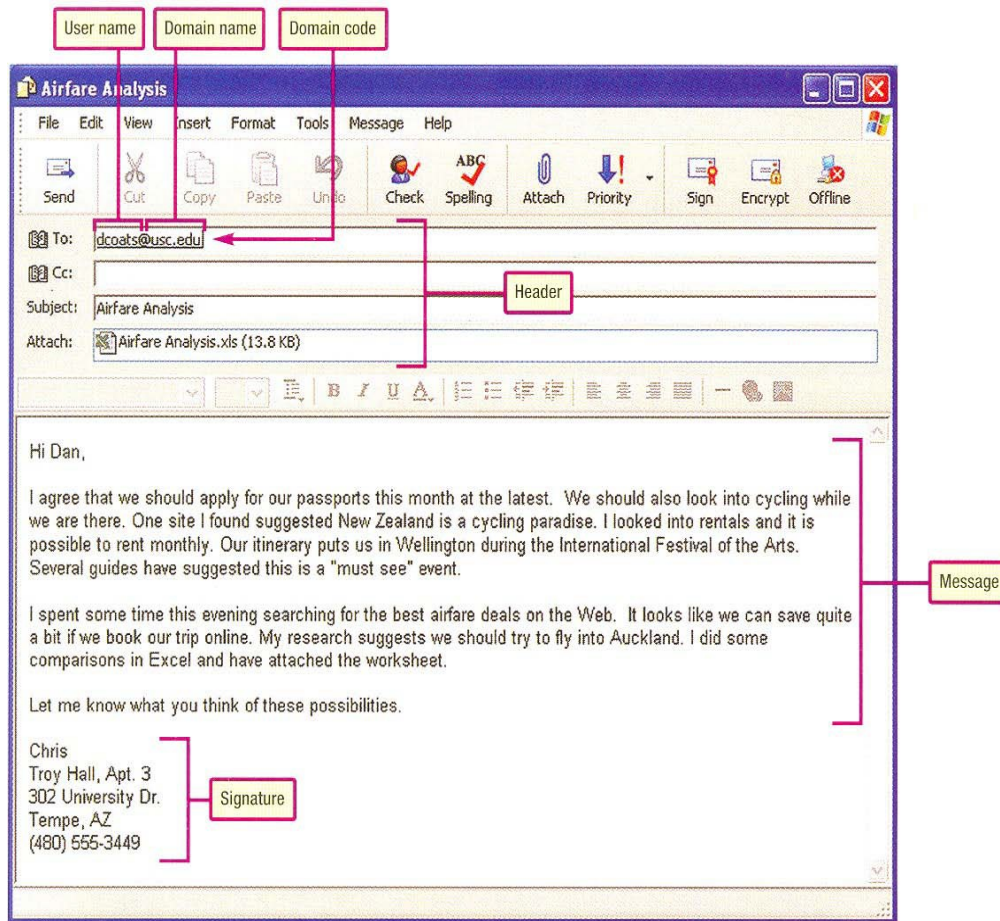 User name Domain name Domain code
Airfare Analysis
File Edit View Insert Format Tools Message Help
ABC
Send Cut Copy Paste Undo Check Spelling Attach Priority Sign Encrypt Offline
To: dcoats@usc.edu
Cc:
Header
Subject: Airfare Analysis
Attach: Airfare Analysis.xls (13.8 KB)
B I U A
Hi Dan,
I agree that we should apply for our passports this month at the latest. We should also look into cycling while
we are there. One site I found suggested New Zealand is a cycling paradise. I looked into rentals and it is
possible to rent monthly. Our itinerary puts us in Wellington during the International Festival of the Arts.
Several guides have suggested this is a "must see" event.
Message
I spent some time this evening searching for the best airfare deals on the Web. It looks like we can save quite
a bit if we book our trip online. My research suggests we should try to fly into Auckland. I did some
comparisons in Excel and have attached the worksheet.
Let me know what you think of these possibilities.
Chris
Troy Hall, Apt. 3
302 University Dr.
Signature
Tempe, AZ
(480) 555-3449